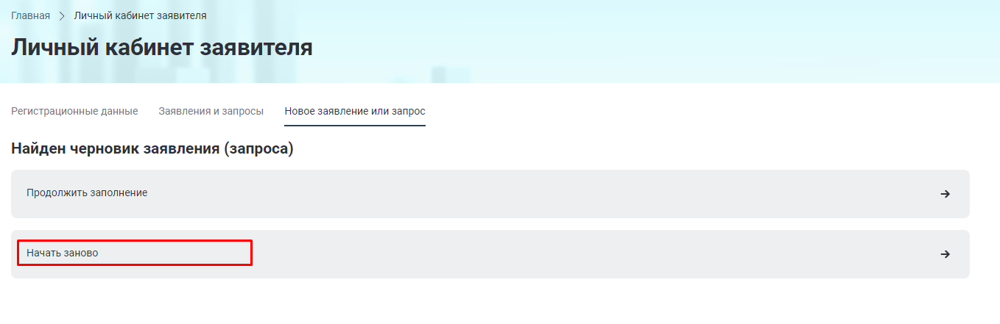 Главная > Личный кабинет заявителя
Личный кабинет заявителя
Регистрационные данные Заявления и запросы Новое заявление или запрос
Найден черновик заявления (запроса)
Продолжить заполнение
Начать заново